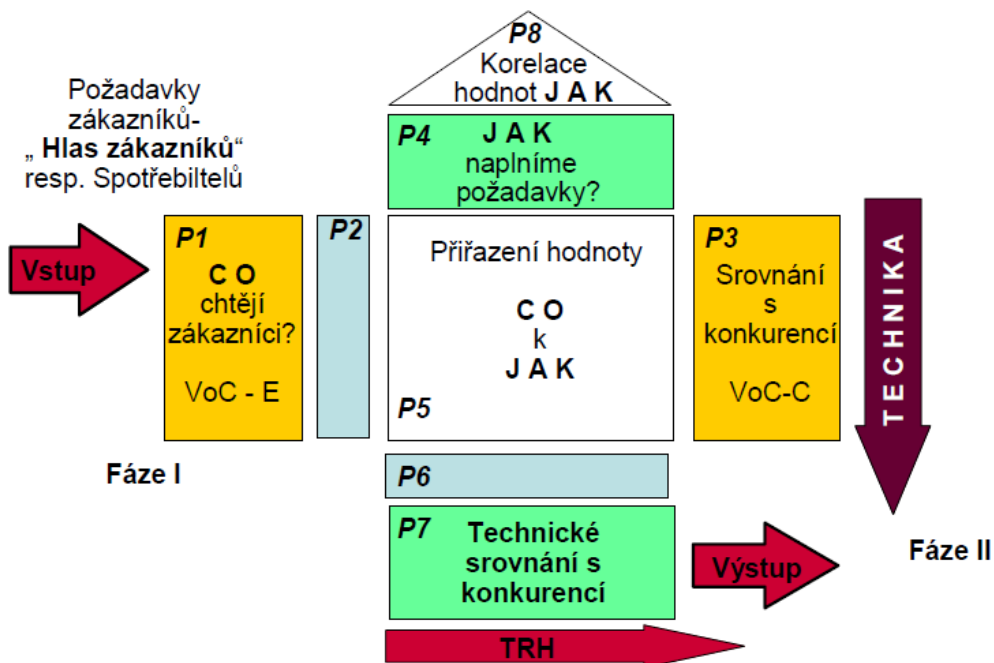 P8
Korelace
hodnot J A K
Požadavky
zákazníků-
„ Hlas zákazníků“
resp. Spotřebiltelů
P4 J A K
naplníme
požadavky?
Vstup
P1
C O
chtějí
zákazníci?
VoC - E
P2
Přiřazení hodnoty
C O
k
J A K
P5
P3
Srovnání
s
konkurencí
VoC-C
T E C H N I K A
Fáze I
P6
P7 Technické
srovnání s
konkurencí
Výstup
Fáze II
TRH